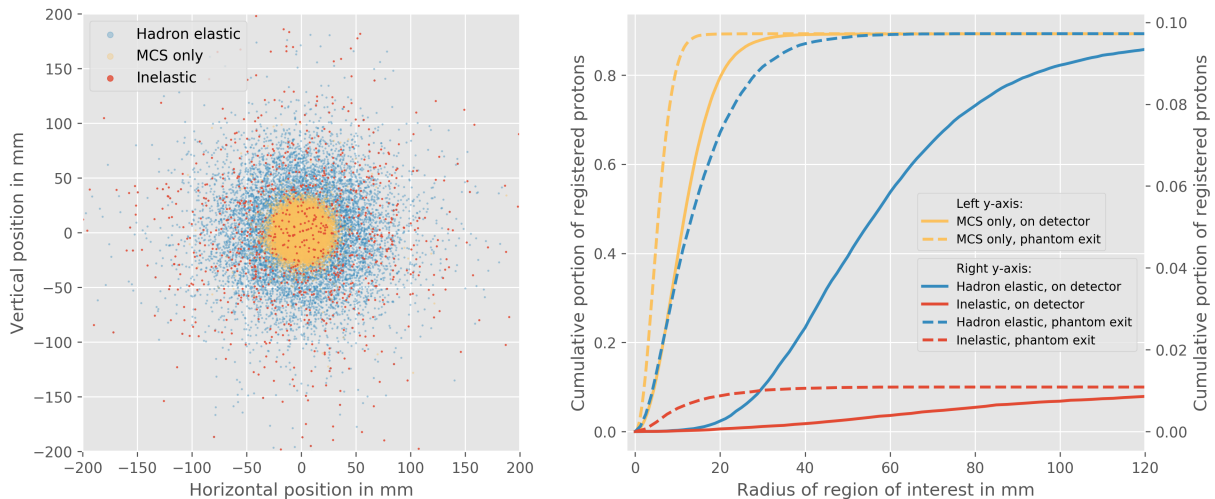 200
150
100
50
0
−50
−100
−150
−200
−200
−150
−100
−50
0
50
100
150
200
Vertical position in mm
Horizontal position in mm
Hadron elastic
MCS only
Inelastic
Cumulative portion of registered protons
0.8
0.6
0.4
0.2
0.0
0
20
40
60
80
100
120
Radius of region of interest in mm
Left y-axis:
MCS only, on detector
MCS only, phantom exit
Right y-axis:
Hadron elastic, on detector
Inelastic, on detector
Hadron elastic, phantom exit
Inelastic, phantom exit
0.10
0.08
0.06
0.04
0.02
0.00
Cumulative portion of registered protons